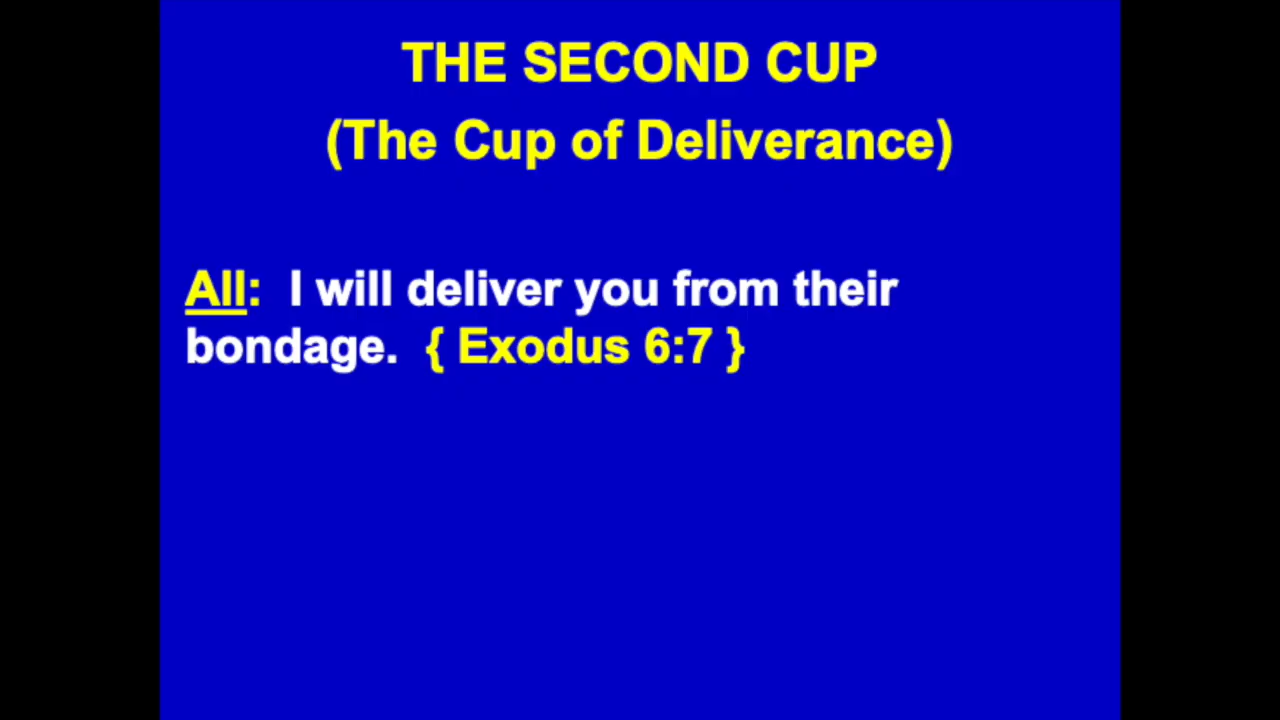 THE SECOND CUP
(The Cup of Deliverance)
All: I will deliver you from their
bondage. { Exodus 6:7 }